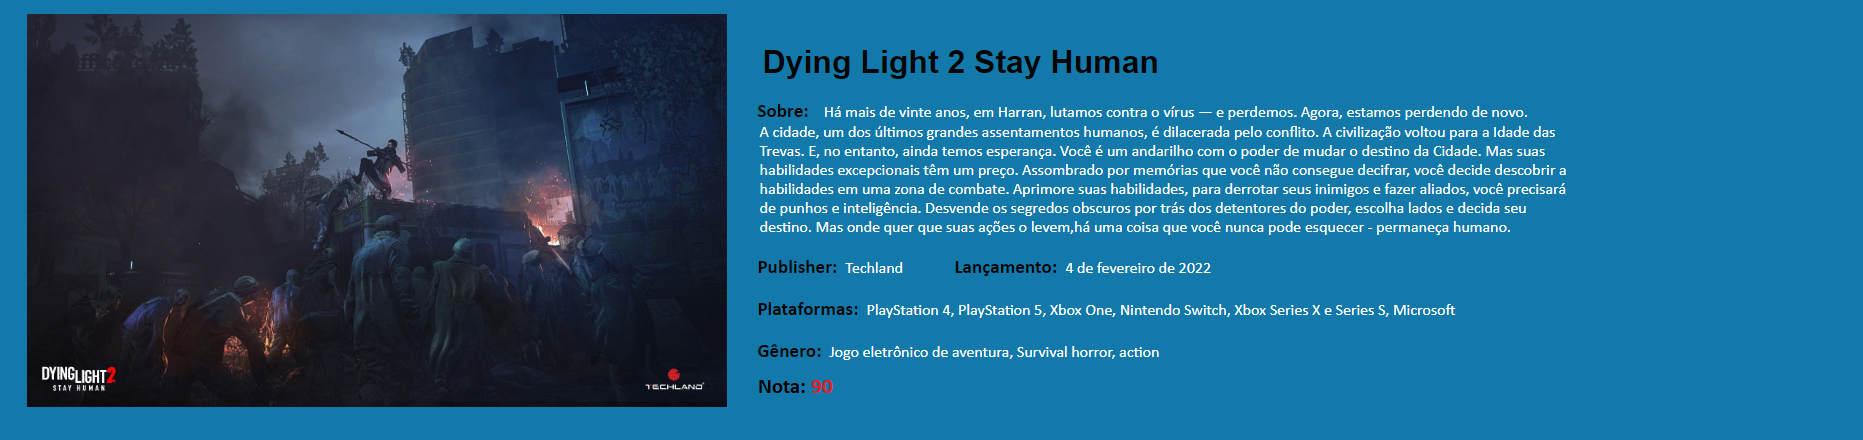 Dying Light 2 Stay Human
Sobre: Há mais de vinte anos, em Harran, lutamos contra o vírus — e perdemos. Agora, estamos perdendo de novo.
A cidade, um dos últimos grandes assentamentos humanos, é dilacerada pelo conflito. A civilização voltou para a Idade das
Trevas. E, no entanto, ainda temos esperança. Você é um andarilho com o poder de mudar o destino da Cidade. Mas suas
habilidades excepcionais têm um preço. Assombrado por memórias que você não consegue decifrar, você decide descobrir a
habilidades em uma zona de combate. Aprimore suas habilidades, para derrotar seus inimigos e fazer aliados, você precisará
de punhos e inteligência. Desvende os segredos obscuros por trás dos detentores do poder, escolha lados e decida seu
destino. Mas onde quer que suas ações o levem,há uma coisa que você nunca pode esquecer - permaneça humano.
Publisher: Techland Lançamento: 4 de fevereiro de 2022
Plataformas: PlayStation 4, PlayStation 5, Xbox One, Nintendo Switch, Xbox Series X e Series S, Microsoft
Gênero: Jogo eletrônico de aventura, Survival horror, action
Nota: 90
DYING LIGHT 2
STAY HUMAN
TECHLAND